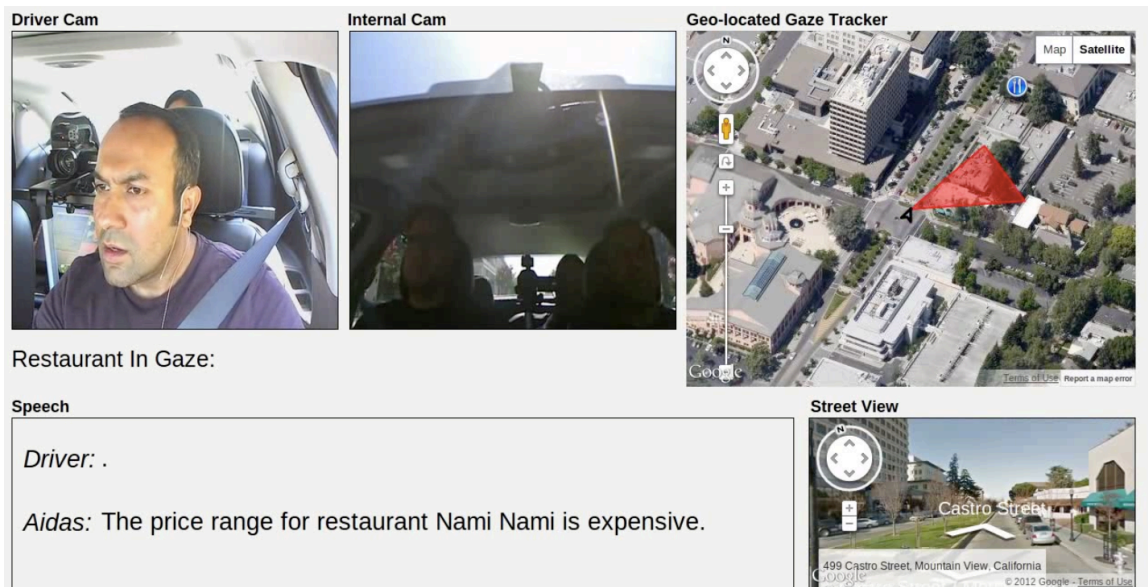 Driver Cam
Internal Cam
Geo-located Gaze Tracker
N
Map
Satellite
Google
Terms of Use
Report a map error
Restaurant In Gaze:
Speech
Driver: .
Aidas: The price range for restaurant Nami Nami is expensive.
Street View
N
Castro Street
499 Castro Street, Mountain View, California
Google
© 2012 Google - Terms of Use